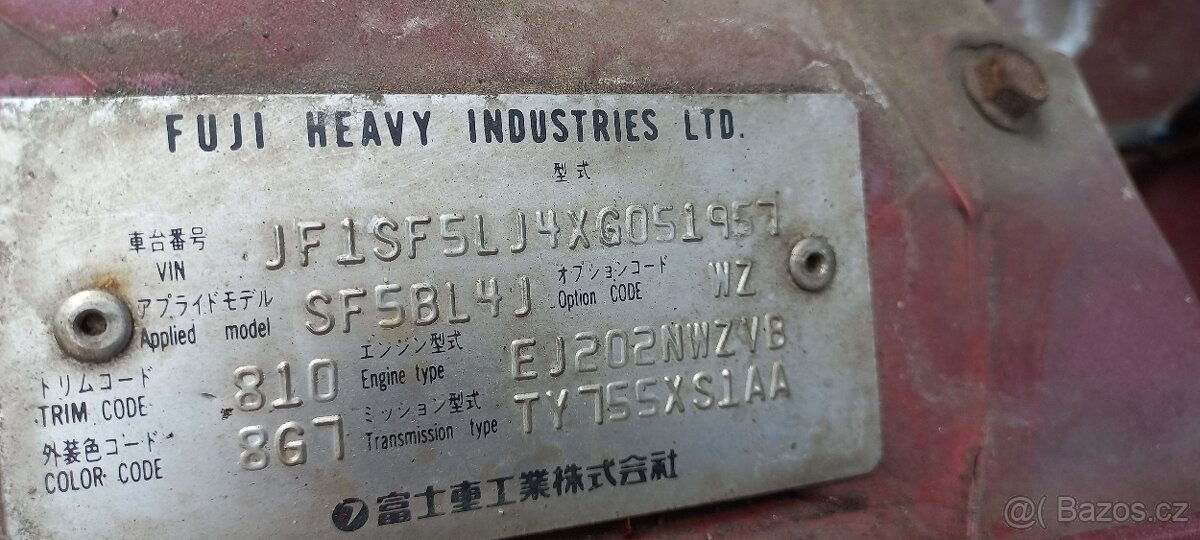 FUJI HEAVY INDUSTRIES LTD.
型式
車台番号 JF1SF5LJ4XG051957
VIN
アプライドモデル SF5BL4J オプションコード WZ
Applied model Option CODE
トリムコード 810 エンジン型式 EJ202NWZVB
TRIM CODE Engine type
外装色コード 8G7 ミッション型式 TY755XS1AA
COLOR CODE Transmission type
富士重工業株式会社
@( Bazos.cz